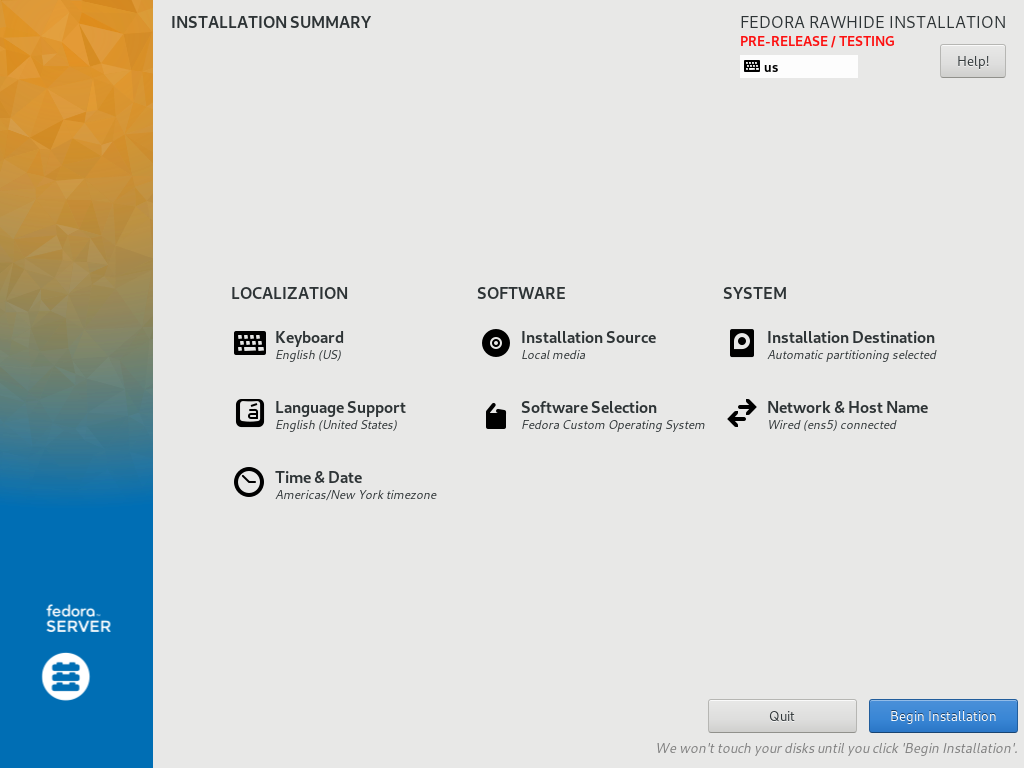 INSTALLATION SUMMARY
FEDORA RAWHIDE INSTALLATION
PRE-RELEASE / TESTING
us
Help!
LOCALIZATION
Keyboard
English (US)
Language Support
English (United States)
Time & Date
Americas/New York timezone
SOFTWARE
Installation Source
Local media
Software Selection
Fedora Custom Operating System
SYSTEM
Installation Destination
Automatic partitioning selected
Network & Host Name
Wired (ens5) connected
fedora™
SERVER
Quit
Begin Installation
We won't touch your disks until you click 'Begin Installation'.